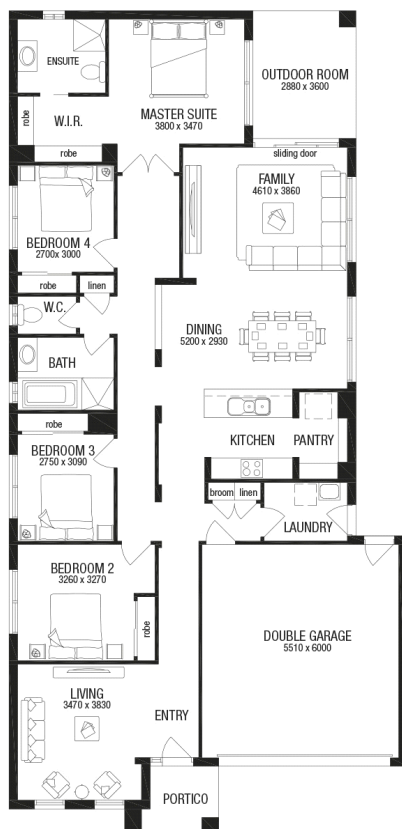 ENSUITE
OUTDOOR ROOM
2880 x 3600
MASTER SUITE
3800 x 3470
robe
W.I.R.
robe
sliding door
FAMILY
4610 x 3860
BEDROOM 4
2700x 3000
robe
linen
W.C.
DINING
5200 x 2930
BATH
robe
KITCHEN
PANTRY
BEDROOM 3
2750 x 3090
broom
linen
LAUNDRY
BEDROOM 2
3260 x 3270
robe
DOUBLE GARAGE
5510 x 6000
LIVING
3470 x 3830
ENTRY
PORTICO